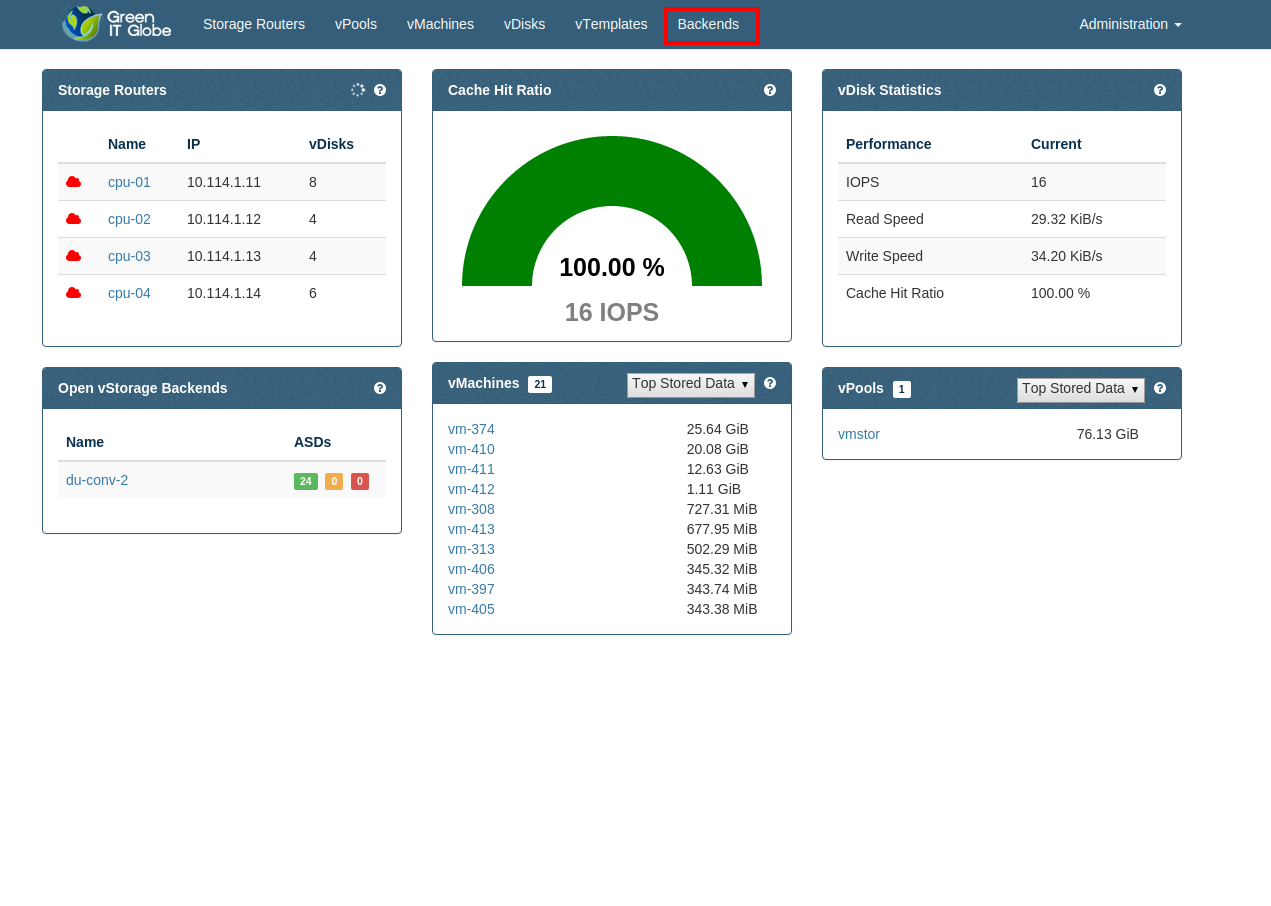 Green
IT Globe
Storage Routers vPools vMachines vDisks vTemplates Backends Administration
Storage Routers
Name IP vDisks
cpu-01 10.114.1.11 8
cpu-02 10.114.1.12 4
cpu-03 10.114.1.13 4
cpu-04 10.114.1.14 6
Cache Hit Ratio
100.00 %
16 IOPS
vDisk Statistics
Performance Current
IOPS 16
Read Speed 29.32 KiB/s
Write Speed 34.20 KiB/s
Cache Hit Ratio 100.00 %
Open vStorage Backends
Name ASDs
du-conv-2 24 0 0
vMachines 21 Top Stored Data
vm-374 25.64 GiB
vm-410 20.08 GiB
vm-411 12.63 GiB
vm-412 1.11 GiB
vm-308 727.31 MiB
vm-413 677.95 MiB
vm-313 502.29 MiB
vm-406 345.32 MiB
vm-397 343.74 MiB
vm-405 343.38 MiB
vPools 1 Top Stored Data
vmstor 76.13 GiB